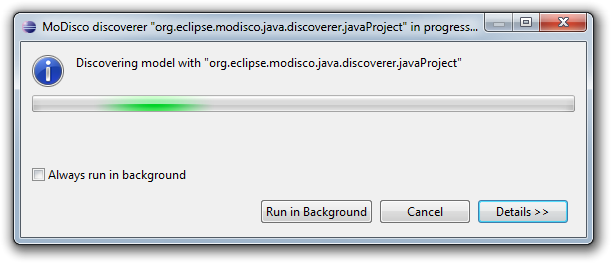 MoDisco discoverer "org.eclipse.modisco.java.discoverer.javaProject" in progress...
Discovering model with "org.eclipse.modisco.java.discoverer.javaProject"
Always run in background
Run in Background
Cancel
Details >>